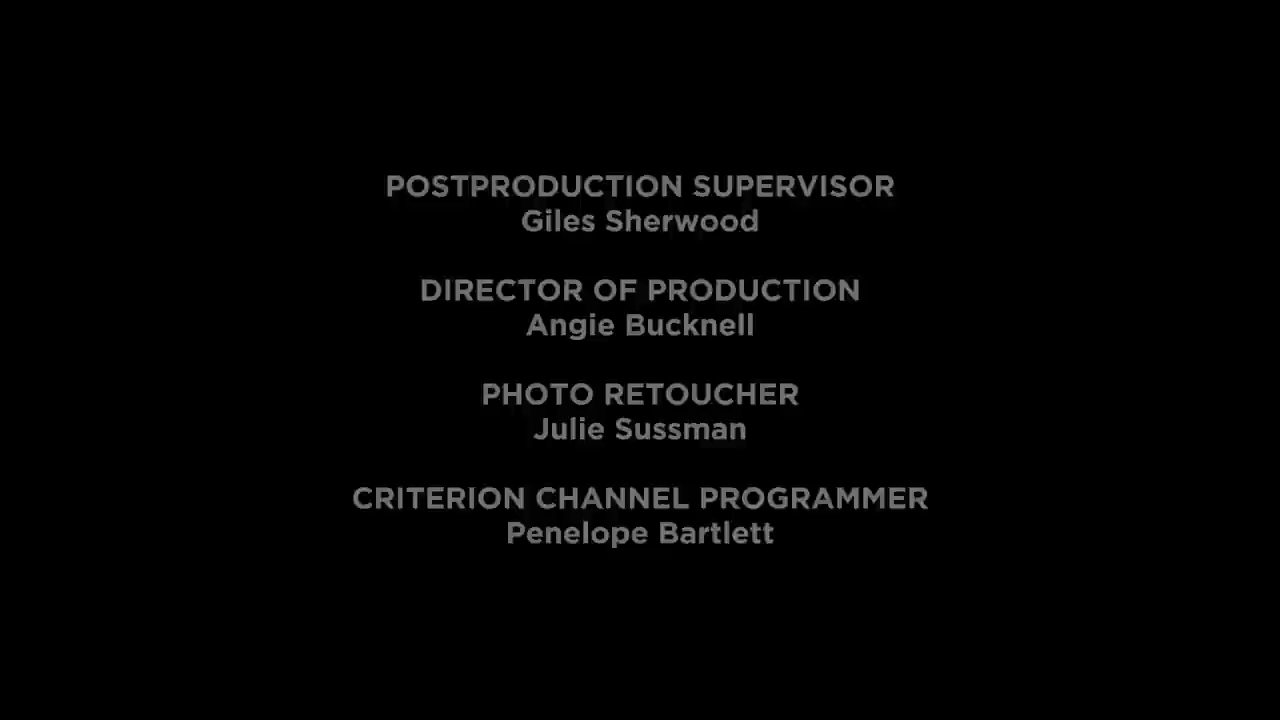 POSTPRODUCTION SUPERVISOR
Giles Sherwood
DIRECTOR OF PRODUCTION
Angie Bucknell
PHOTO RETOUCHER
Julie Sussman
CRITERION CHANNEL PROGRAMMER
Penelope Bartlett